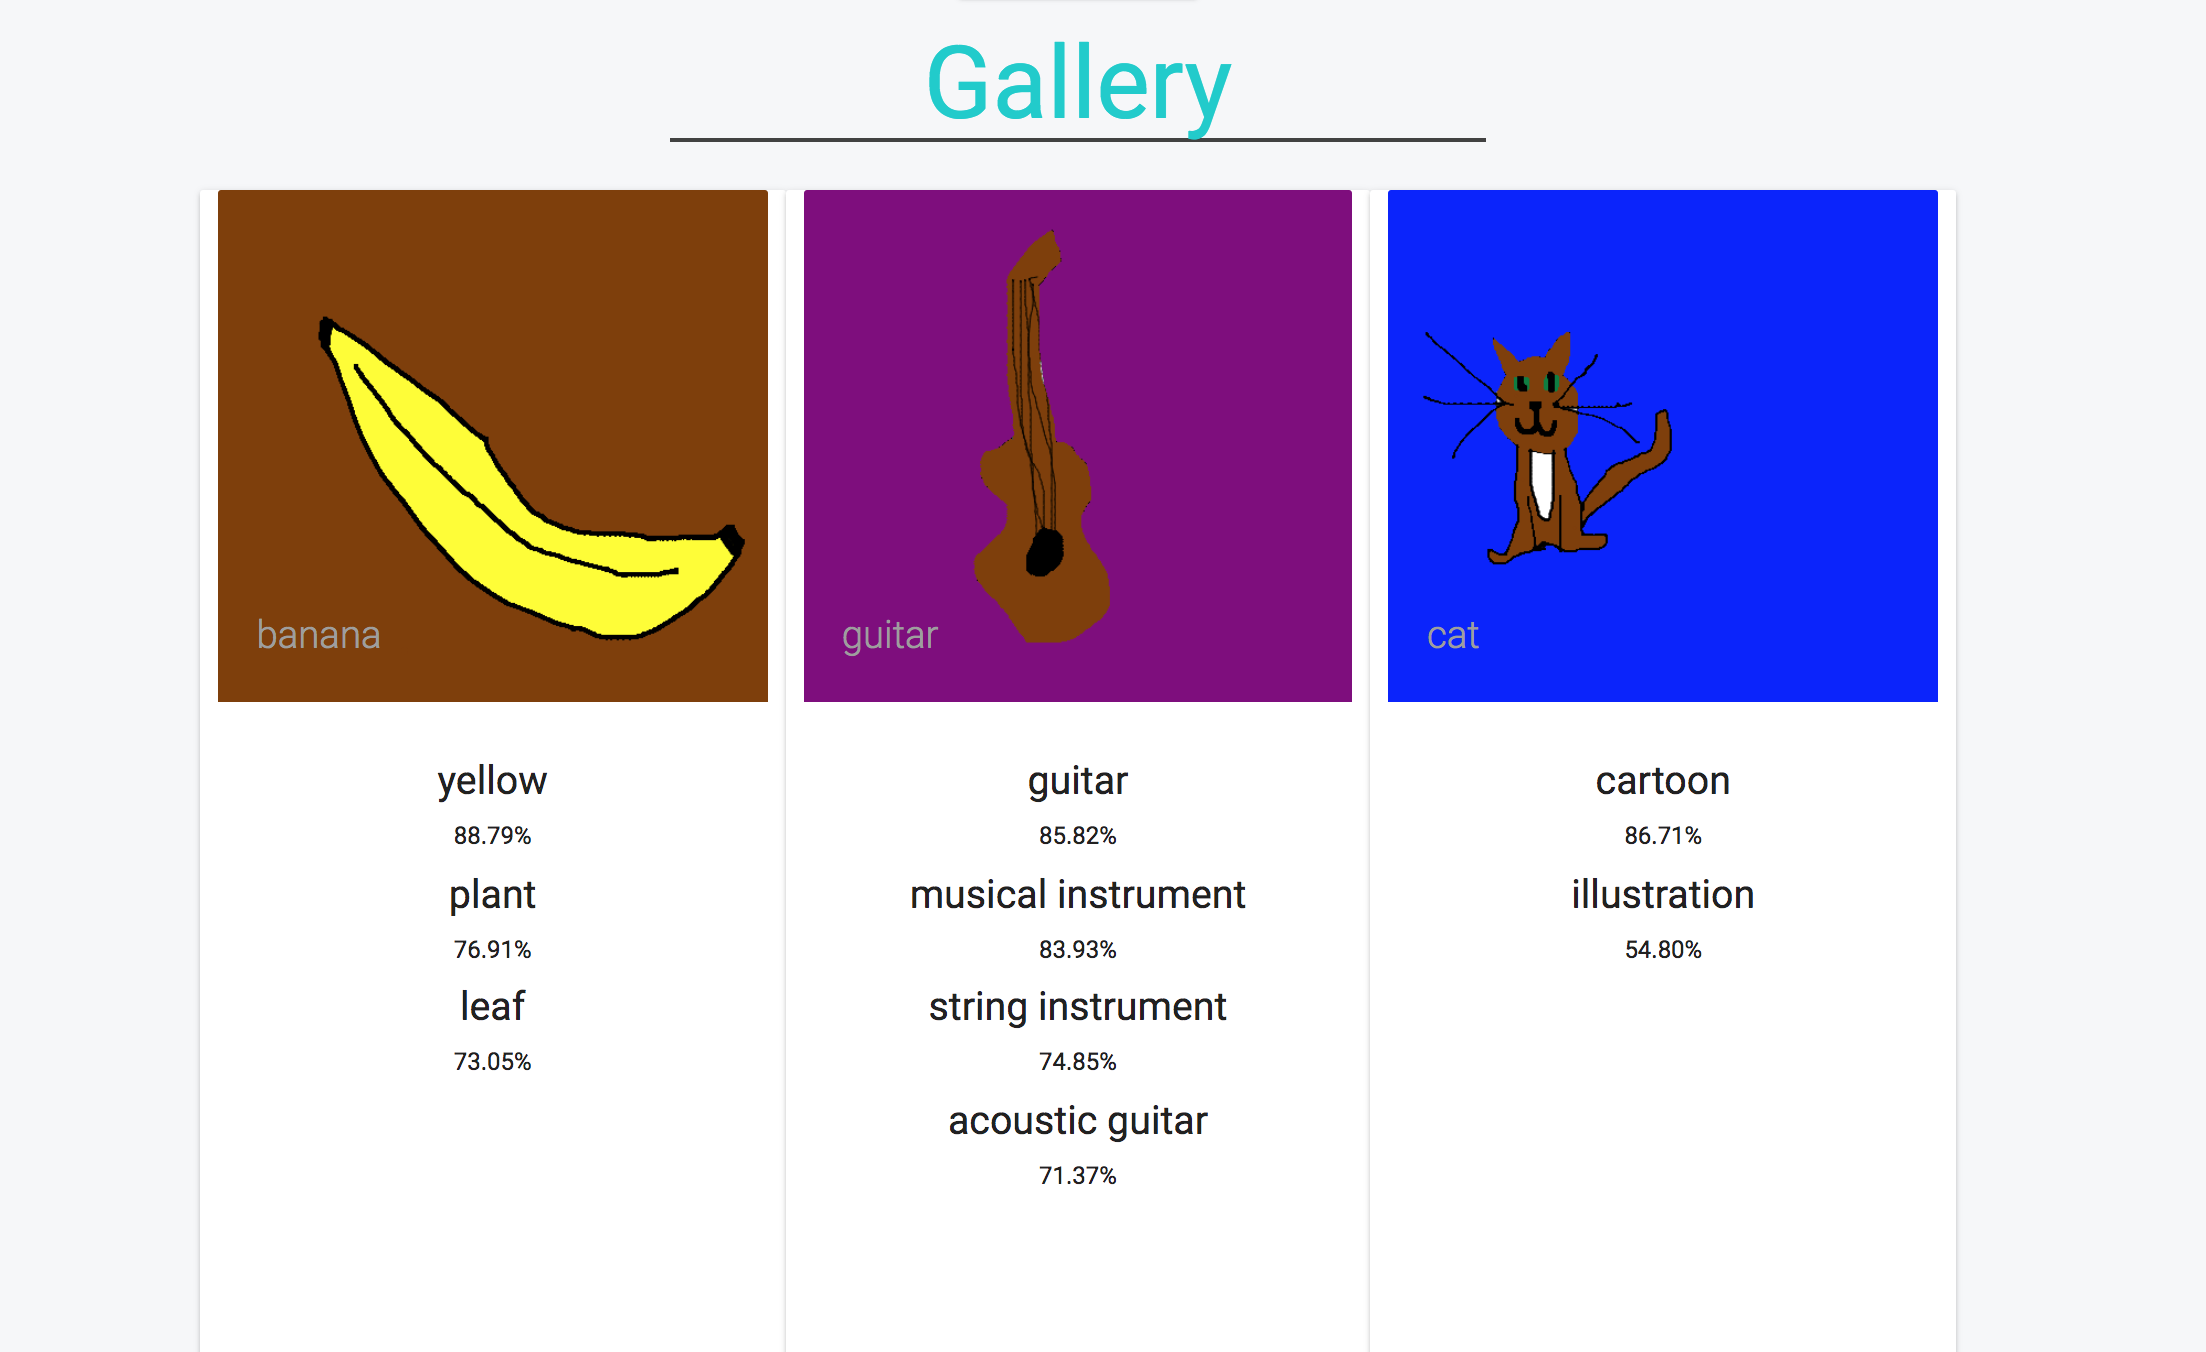 Gallery
banana
yellow
88.79%
plant
76.91%
leaf
73.05%
guitar
guitar
85.82%
musical instrument
83.93%
string instrument
74.85%
acoustic guitar
71.37%
cat
cartoon
86.71%
illustration
54.80%